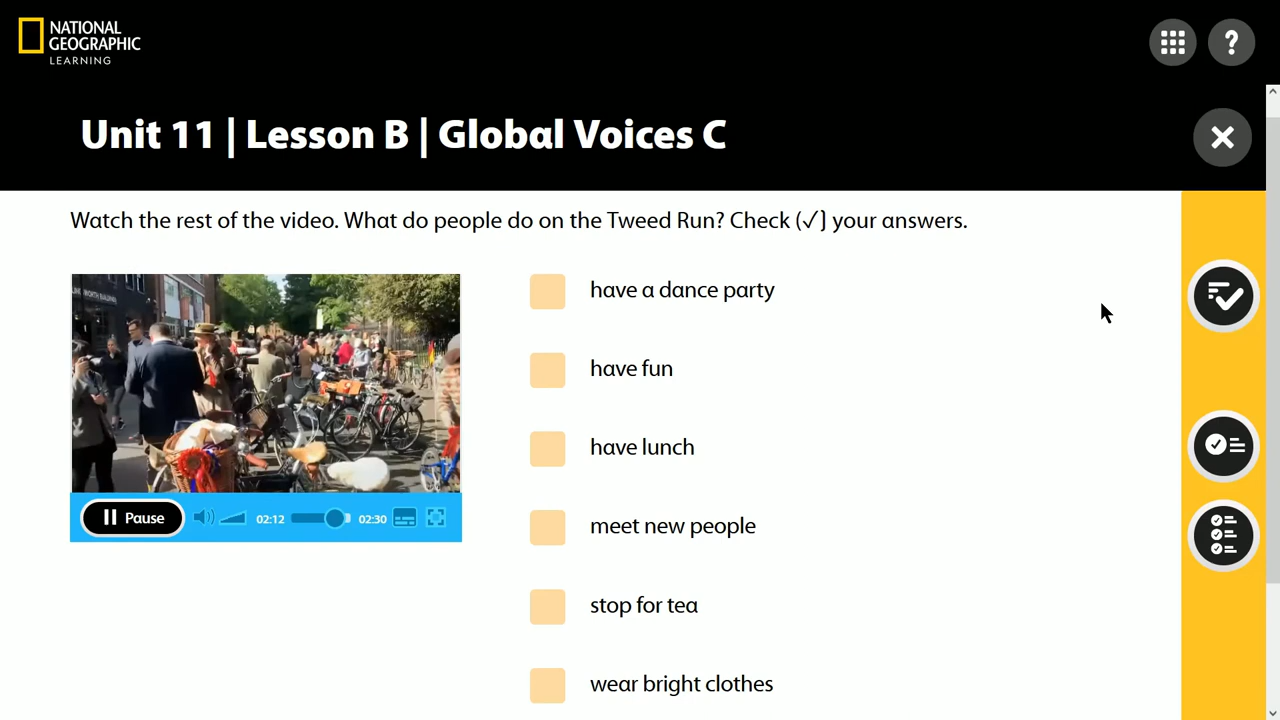 NATIONAL
GEOGRAPHIC
LEARNING
?
Unit 11 | Lesson B | Global Voices C
Watch the rest of the video. What do people do on the Tweed Run? Check (✓] your answers.
have a dance party
have fun
have lunch
meet new people
stop for tea
wear bright clothes
Pause
02:12
02:30